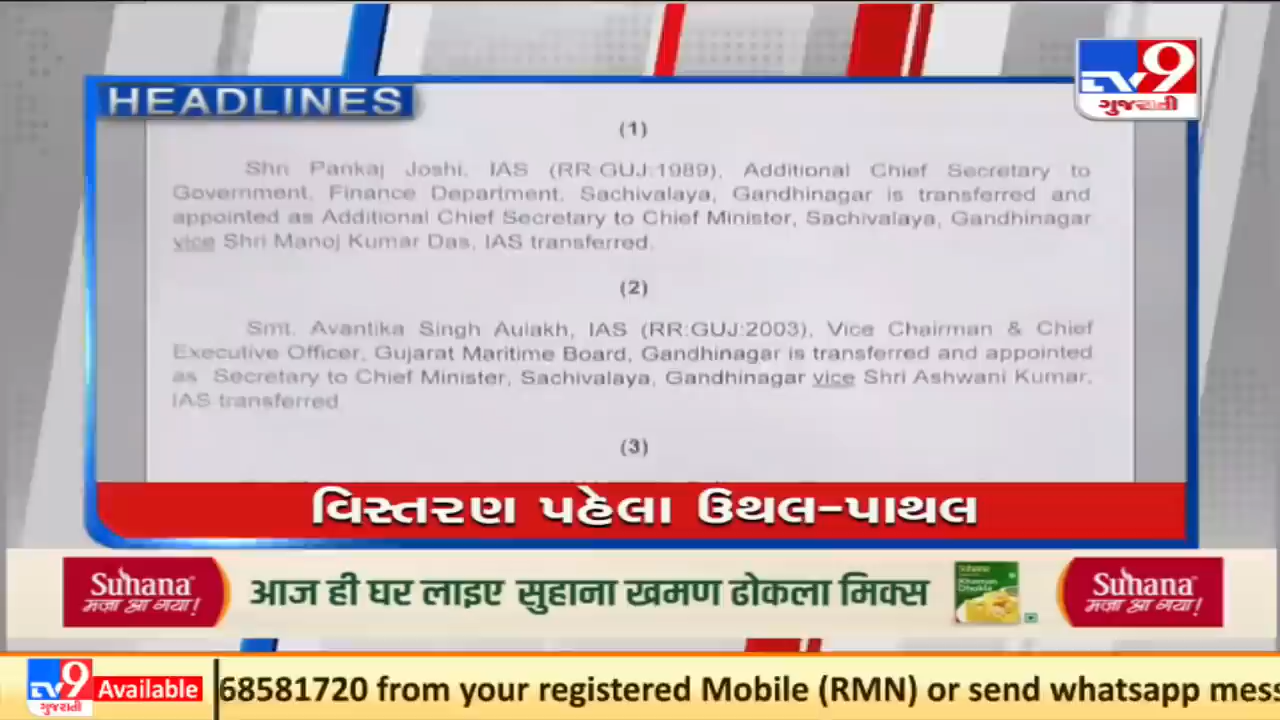 HEADLINES
TV9
ગુજરાતી
(1)
Shri Pankaj Joshi, IAS (RR:GUJ:1989), Additional Chief Secretary to
Government, Finance Department, Sachivalaya, Gandhinagar is transferred and
appointed as Additional Chief Secretary to Chief Minister, Sachivalaya, Gandhinagar
vice Shri Manoj Kumar Das, IAS transferred.
(2)
Smt. Avantika Singh Aulakh, IAS (RR:GUJ:2003), Vice Chairman & Chief
Executive Officer, Gujarat Maritime Board, Gandhinagar is transferred and appointed
as Secretary to Chief Minister, Sachivalaya, Gandhinagar vice Shri Ashwani Kumar,
IAS transferred
(3)
વિસ્તરણ પહેલા ઉથલ-પાથલ
Suhana
मज़ा आ गया!
आज ही घर लाइए सुहाना खमण ढोकला मिक्स
Khaman
Dhokla
Suhana
मज़ा आ गया!
TV9
ગુજરાતી
Available
68581720 from your registered Mobile (RMN) or send whatsapp mess